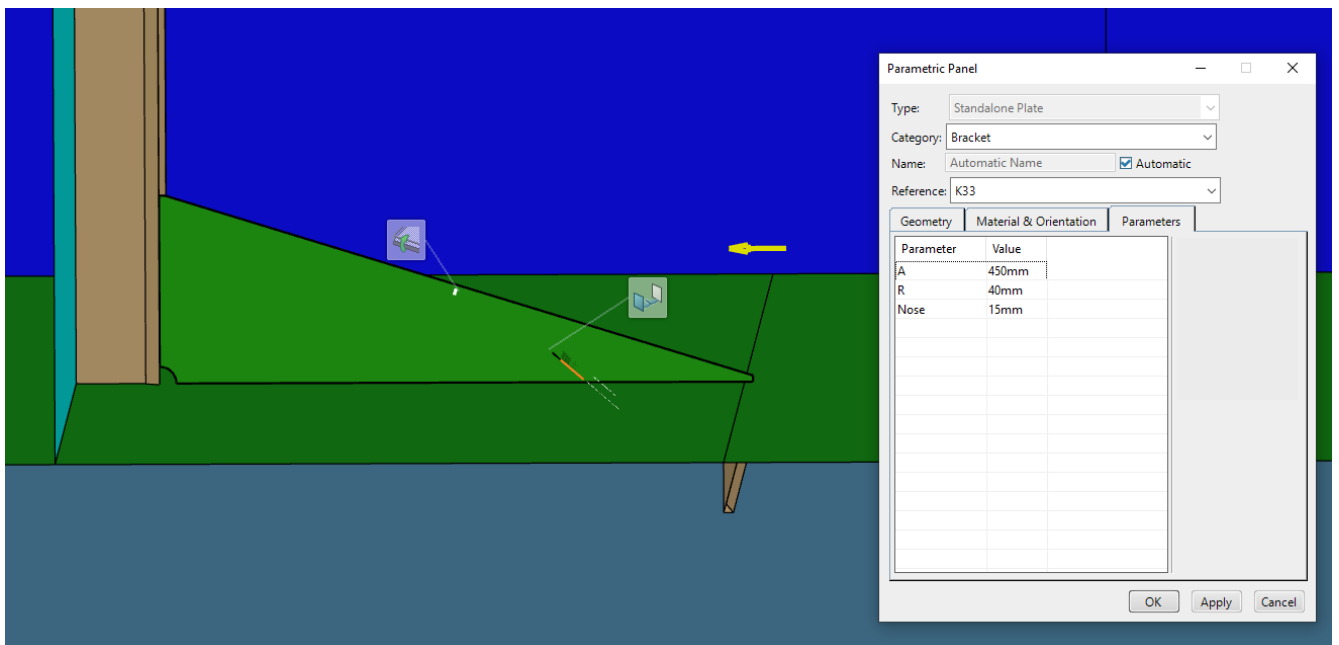 Parametric Panel
Type: Standalone Plate
Category: Bracket
Name: Automatic Name Automatic
Reference: K33
Geometry Material & Orientation Parameters
Parameter Value
A 450mm
R 40mm
Nose 15mm
OK Apply Cancel